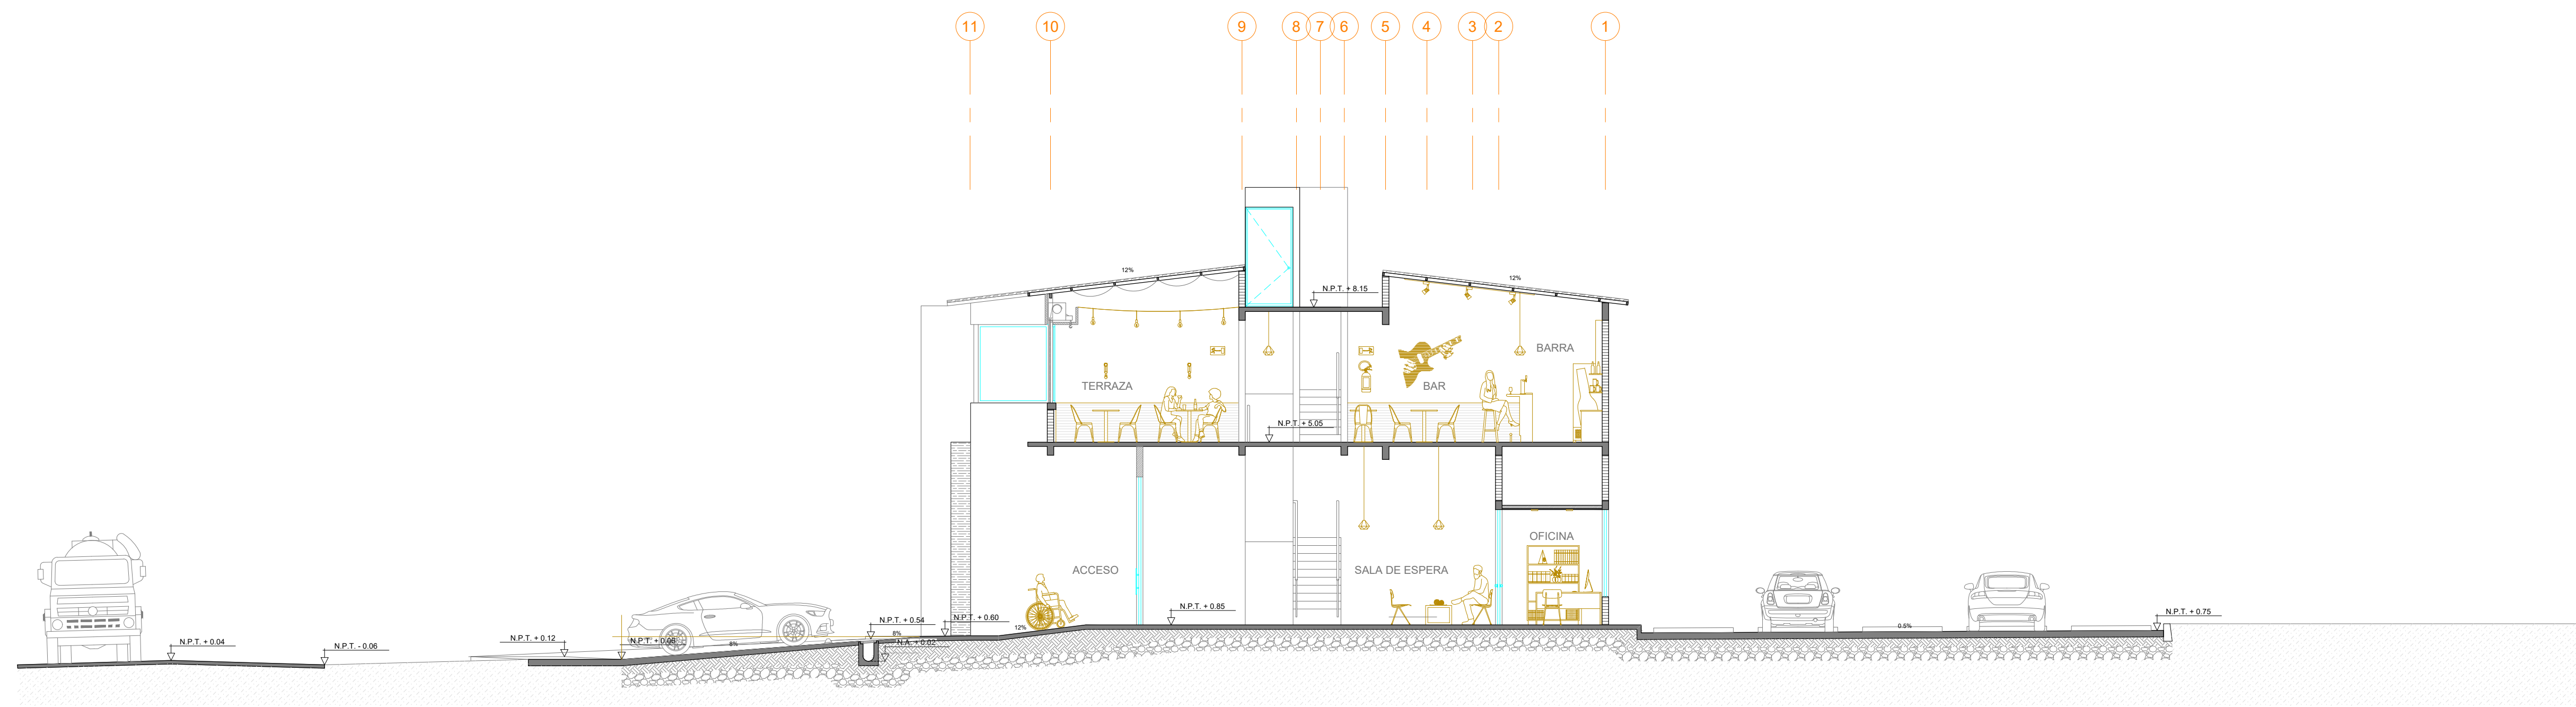 11 10 9 8 7 6 5 4 3 2 1
12%
12%
N.P.T. + 8.15
BARRA
TERRAZA
BAR
N.P.T. + 5.05
OFICINA
ACCESO
SALA DE ESPERA
N.P.T. + 0.85
N.P.T. + 0.75
N.P.T. + 0.60
N.P.T. + 0.54
12%
0.5%
8%
N.P.T. + 0.12
N.P.T. + 0.06
N.A. + 0.02
N.P.T. + 0.04
8%
N.P.T. - 0.06